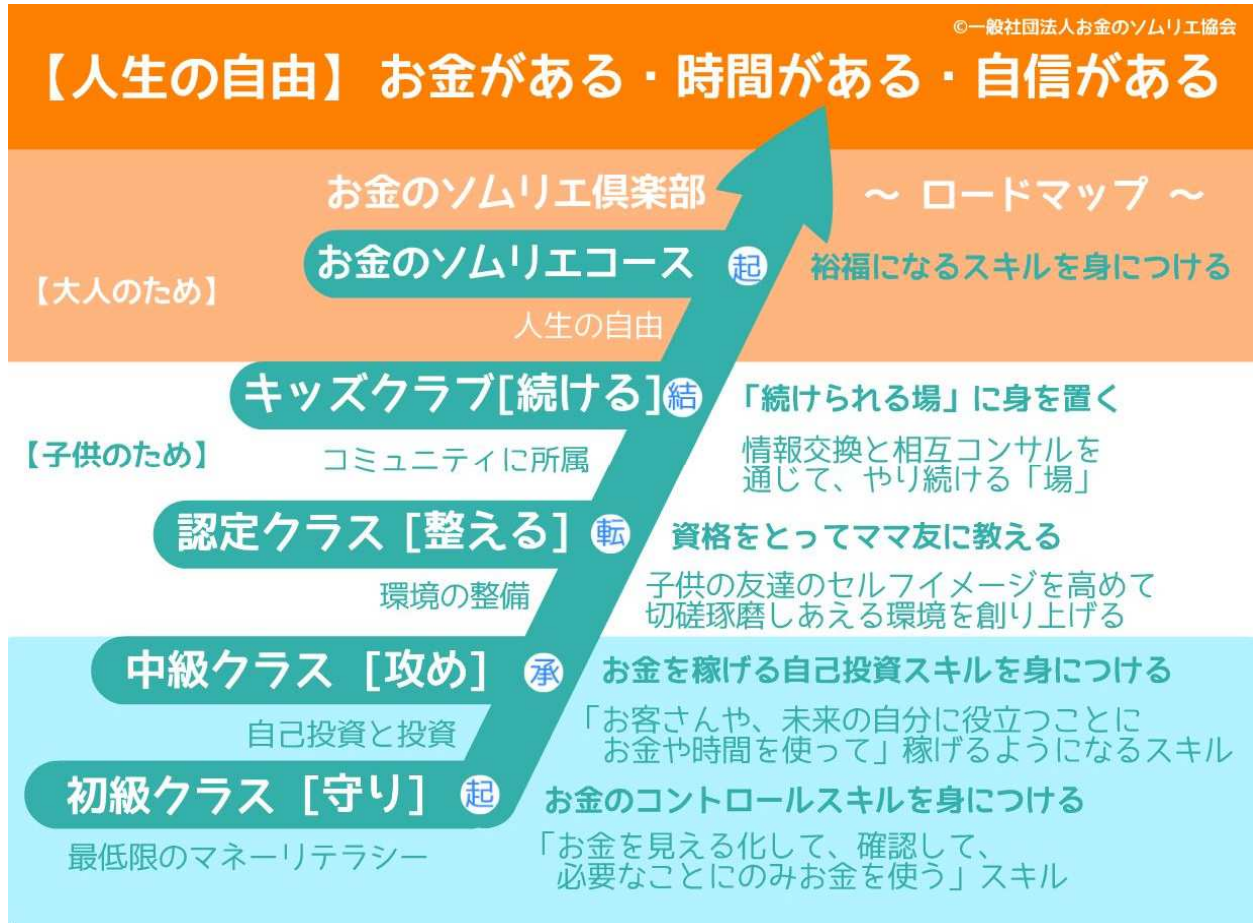 ©一般社団法人お金のソムリエ協会
【人生の自由】お金がある・時間がある・自信がある
お金のソムリエ倶楽部
～ ロードマップ ～
お金のソムリエコース 起
裕福になるスキルを身につける
【大人のため】
人生の自由
キッズクラブ[続ける]結
「続けられる場」に身を置く
【子供のため】
コミュニティに所属
情報交換と相互コンサルを
通じて、やり続ける「場」
認定クラス [整える] 転
資格をとってママ友に教える
環境の整備
子供の友達のセルフイメージを高めて
切磋琢磨しあえる環境を創り上げる
中級クラス [攻め] 承
お金を稼げる自己投資スキルを身につける
自己投資と投資
「お客さんや、未来の自分に役立つことに
お金や時間を使って」稼げるようになるスキル
初級クラス [守り] 起
お金のコントロールスキルを身につける
最低限のマネーリテラシー
「お金を見える化して、確認して、
必要なことにのみお金を使う」スキル